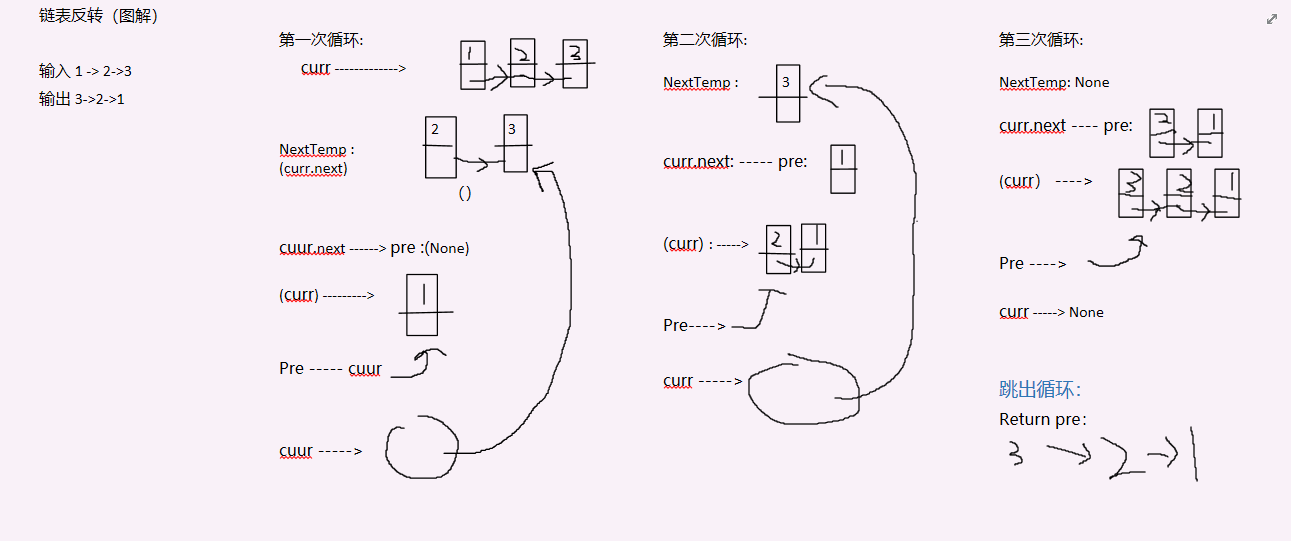 链表反转（图解）
输入 1 -> 2->3
输出 3->2->1
第一次循环:
curr ------------->
1 2 3
NextTemp :
(curr.next)
2 3
( )
cuur.next ------> pre :(None)
(curr) --------->
1
Pre ----- cuur
cuur ----->
第二次循环:
NextTemp :
3
curr.next: ----- pre:
1
(curr) : ----->
2 1
Pre---->
curr ----->
第三次循环:
NextTemp: None
curr.next ---- pre:
2 1
(curr) ---->
3 2 1
Pre ---->
curr -----> None
跳出循环:
Return pre:
3 → 2 → 1